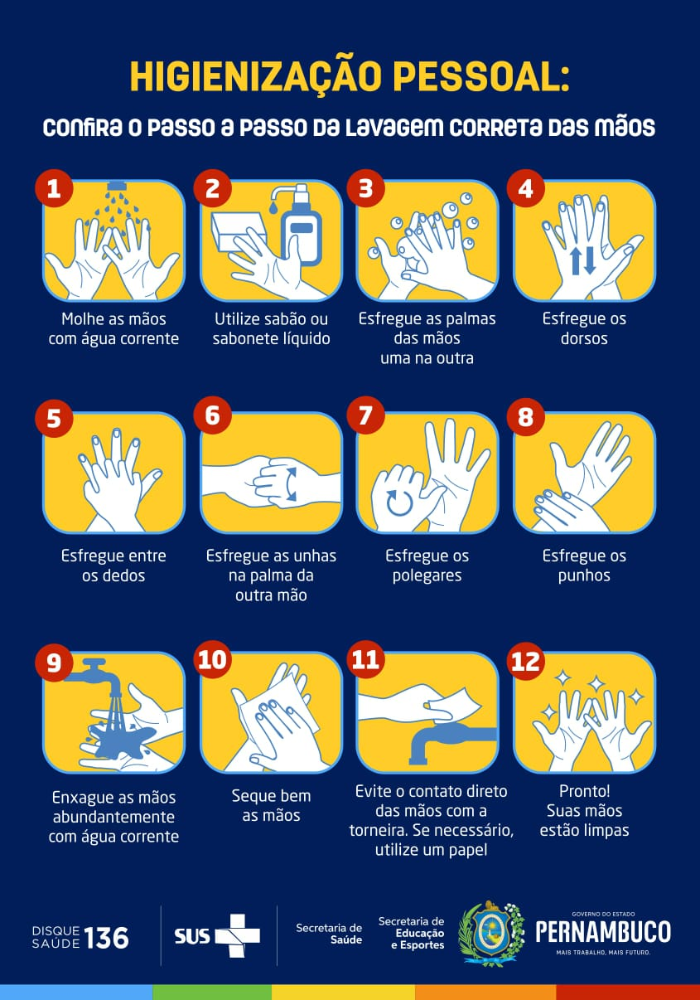 HIGIENIZAÇÃO PESSOAL:
CONFIRA O PASSO A PASSO DA LAVAGEM CORRETA DAS MÃOS
1
Molhe as mãos
com água corrente
2
Utilize sabão ou
sabonete líquido
3
Esfregue as palmas
das mãos
uma na outra
4
Esfregue os
dorsos
5
Esfregue entre
os dedos
6
Esfregue as unhas
na palma da
outra mão
7
Esfregue os
polegares
8
Esfregue os
punhos
9
Enxague as mãos
abundantemente
com água corrente
10
Seque bem
as mãos
11
Evite o contato direto
das mãos com a
torneira. Se necessário,
utilize um papel
12
Pronto!
Suas mãos
estão limpas
DISQUE
SAÚDE 136
SUS
Secretaria de
Saúde
Secretaria de
Educação
e Esportes
GOVERNO DO ESTADO
PERNAMBUCO
MAIS TRABALHO, MAIS FUTURO.